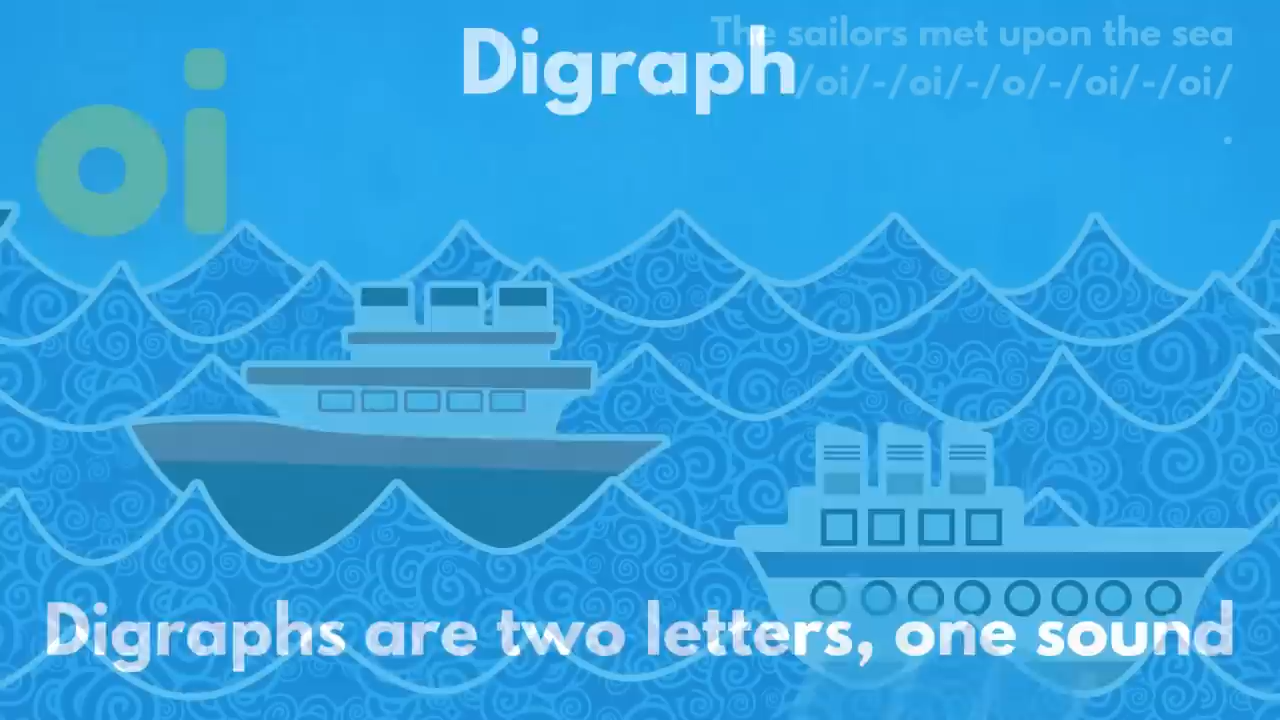 Digraph
The sailors met upon the sea
/oi/-/oi/-/o/-/oi/-/oi/
oi
Digraphs are two letters, one sound